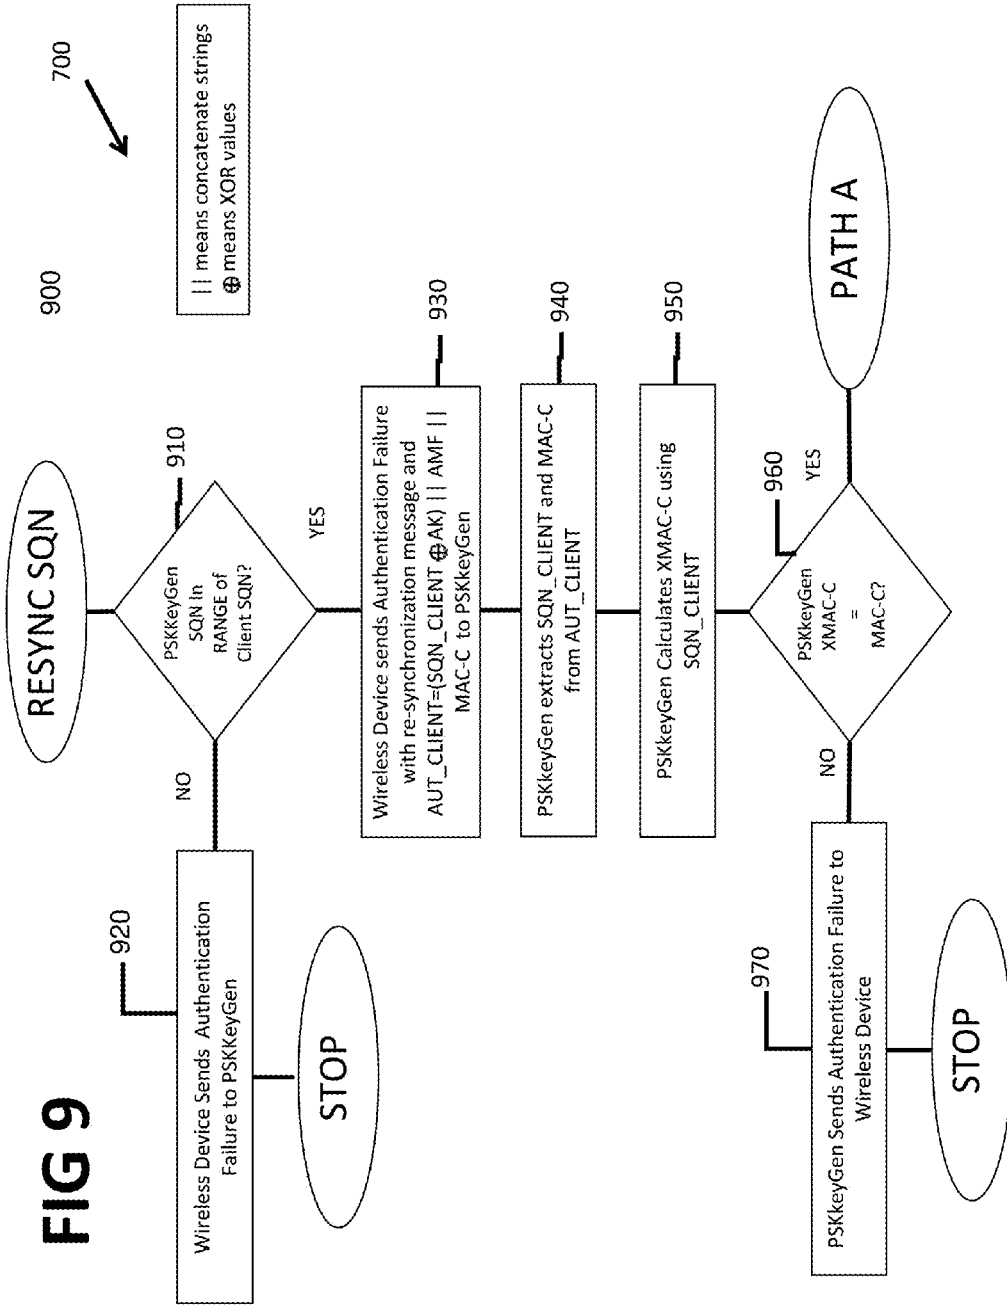 FIG 9
900
700
|| means concatenate strings
⊕ means XOR values
RESYNC SQN
910
PSKKeyGen
SQN In
RANGE of
Client SQN?
NO
YES
920
Wireless Device Sends Authentication
Failure to PSKKeyGen
STOP
930
Wireless Device sends Authentication Failure
with re-synchronization message and
AUT_CLIENT=(SQN_CLIENT ⊕ AK) || AMF ||
MAC-C to PSKkeyGen
940
PSKkeyGen extracts SQN_CLIENT and MAC-C
from AUT_CLIENT
950
PSKkeyGen Calculates XMAC-C using
SQN_CLIENT
960
PSKkeyGen
XMAC-C
=
MAC-C?
NO
YES
PATH A
970
PSKkeyGen Sends Authentication Failure to
Wireless Device
STOP